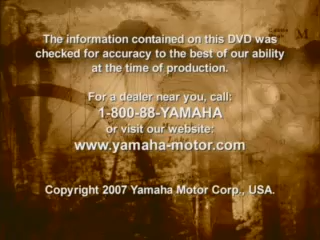 The information contained on this DVD was
checked for accuracy to the best of our ability
at the time of production.
For a dealer near you, call:
1-800-88-YAMAHA
or visit our website:
www.yamaha-motor.com
Copyright 2007 Yamaha Motor Corp., USA.